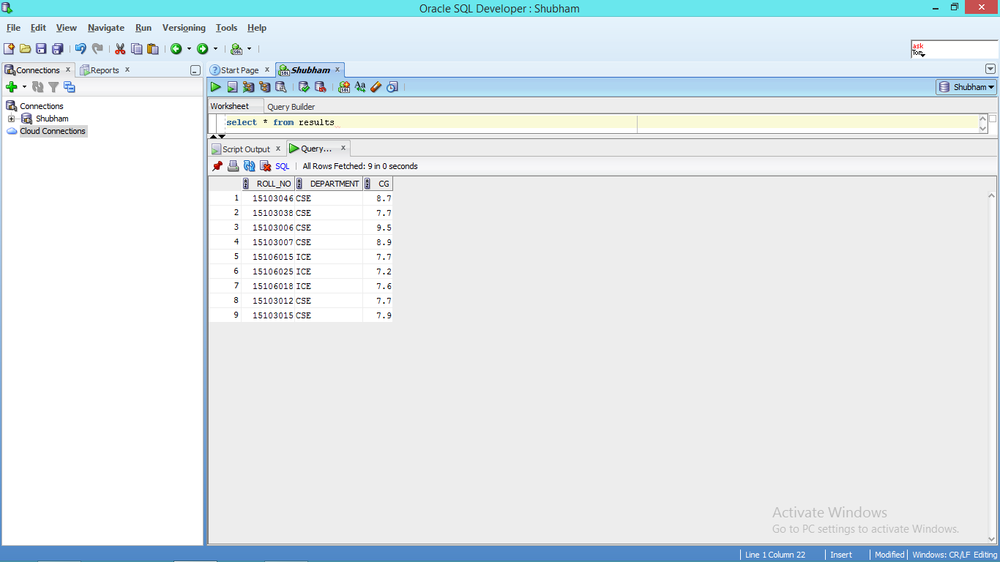 Oracle SQL Developer : Shubham
File Edit View Navigate Run Versioning Tools Help
ask
Tom
Connections x Reports x
Start Page x Shubham x
Shubham
Connections
Shubham
Cloud Connections
Worksheet Query Builder
select * from results
Script Output x Query... x
SQL | All Rows Fetched: 9 in 0 seconds
ROLL_NO DEPARTMENT CG
1 15103046 CSE 8.7
2 15103038 CSE 7.7
3 15103006 CSE 9.5
4 15103007 CSE 8.9
5 15106015 ICE 7.7
6 15106025 ICE 7.2
7 15106018 ICE 7.6
8 15103012 CSE 7.7
9 15103015 CSE 7.9
Activate Windows
Go to PC settings to activate Windows.
Line 1 Column 22 | Insert | Modified | Windows: CR/LF Editing